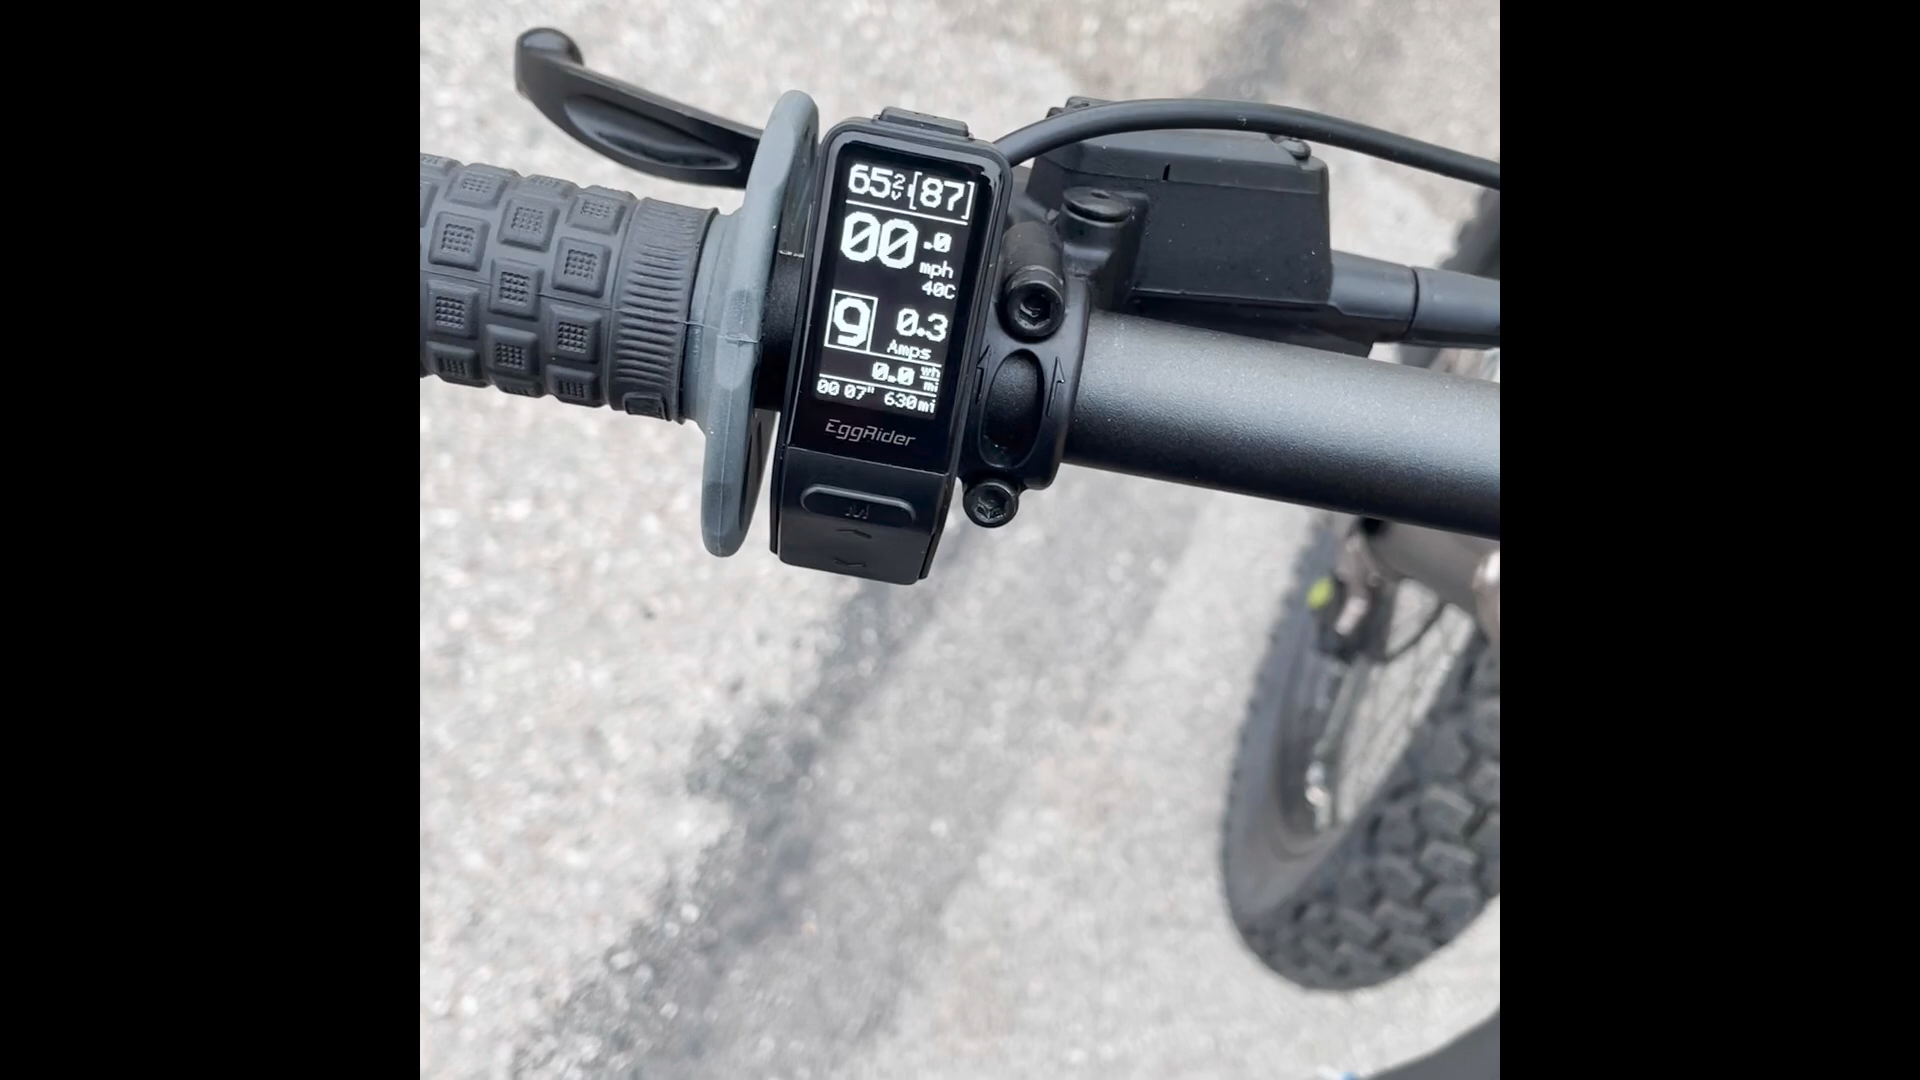 65.2v [87]
00.0
mph
40C
9 0.3
Amps
0.0 wh/mi
00 07" 630mi
EggRider
M